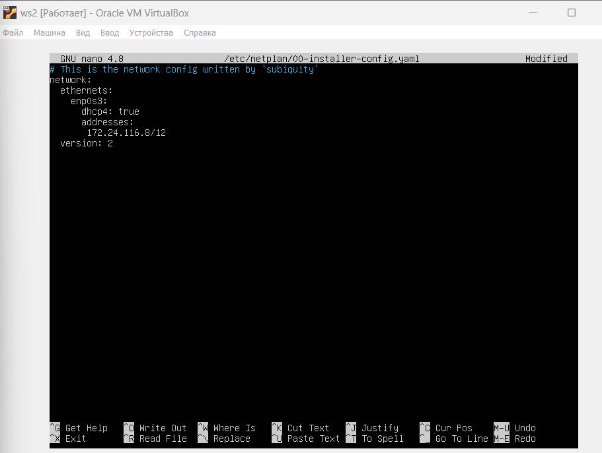 ws2 [Работает] - Oracle VM VirtualBox
Файл Машина Вид Ввод Устройства Справка
GNU nano 4.8 /etc/netplan/00-installer-config.yaml Modified
# This is the network config written by 'subiquity'
network:
  ethernets:
    enp0s3:
      dhcp4: true
      addresses:
       172.24.116.8/12
  version: 2
^G Get Help ^O Write Out ^W Where Is ^K Cut Text ^J Justify ^C Cur Pos M-U Undo
^X Exit ^R Read File ^\ Replace ^U Paste Text ^T To Spell ^_ Go To Line M-E Redo